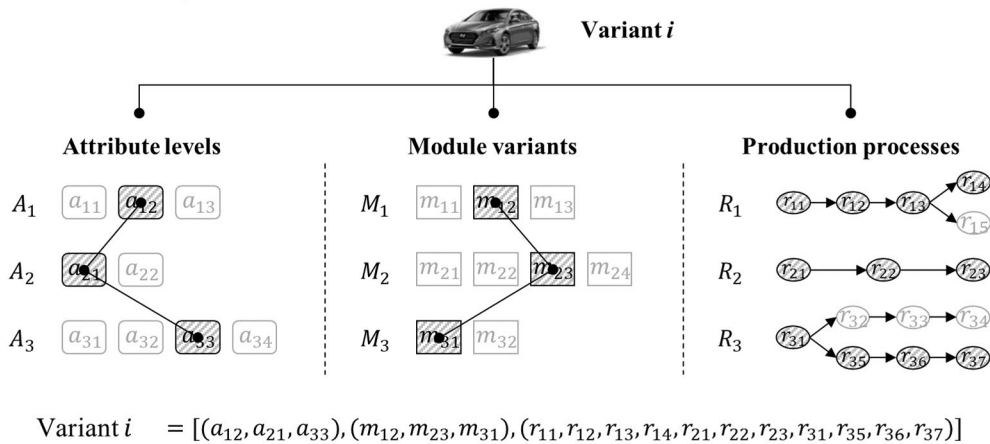 Variant i
Attribute levels
Module variants
Production processes
A₁ a₁₁ a₁₂ a₁₃
A₂ a₂₁ a₂₂
A₃ a₃₁ a₃₂ a₃₃ a₃₄
M₁ m₁₁ m₁₂ m₁₃
M₂ m₂₁ m₂₂ m₂₃ m₂₄
M₃ m₃₁ m₃₂
R₁ r₁₁ r₁₂ r₁₃ r₁₄
r₁₅
R₂ r₂₁ r₂₂ r₂₃
R₃ r₃₁ r₃₂ r₃₃ r₃₄
r₃₅ r₃₆ r₃₇
Variant i = [(a₁₂, a₂₁, a₃₃), (m₁₂, m₂₃, m₃₁), (r₁₁, r₁₂, r₁₃, r₁₄, r₂₁, r₂₂, r₂₃, r₃₁, r₃₅, r₃₆, r₃₇)]